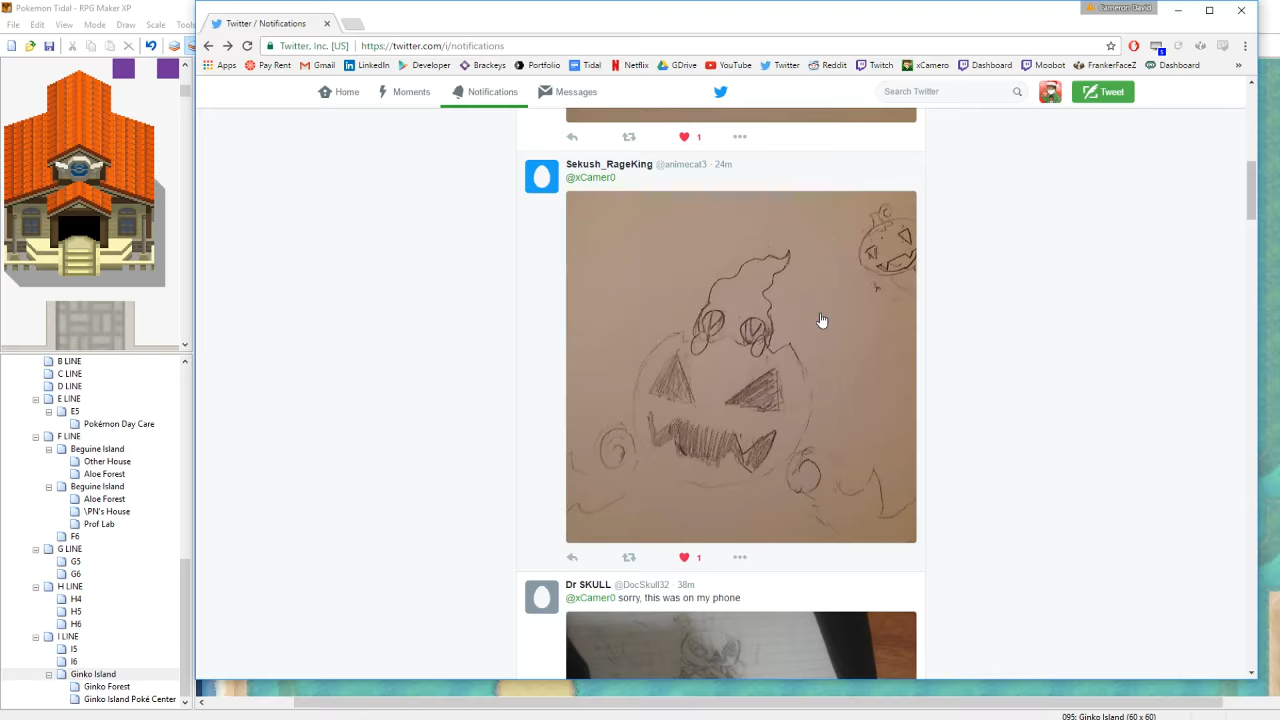 Pokemon Tidal - RPG Maker XP
Twitter / Notifications
Cameron David
File Edit View Mode Draw Scale Tools
Twitter, Inc. [US] https://twitter.com/i/notifications
Apps Pay Rent Gmail LinkedIn Developer Brackeys Portfolio Tidal Netflix GDrive YouTube Twitter Reddit Twitch xCamero Dashboard Moobot FrankerFaceZ Dashboard »
Home Moments Notifications Messages Search Twitter Tweet
1
Sekush_RageKing @animecat3 · 24m
@xCamer0
1
Dr SKULL @DocSkull32 · 38m
@xCamer0 sorry, this was on my phone
B LINE
C LINE
D LINE
E LINE
E5
Pokémon Day Care
F LINE
Beguine Island
Other House
Aloe Forest
Beguine Island
Aloe Forest
\PN's House
Prof Lab
F6
G LINE
G5
G6
H LINE
H4
H5
H6
I LINE
I5
I6
Ginko Island
Ginko Forest
Ginko Island Poké Center
095: Ginko Island (60 x 60)